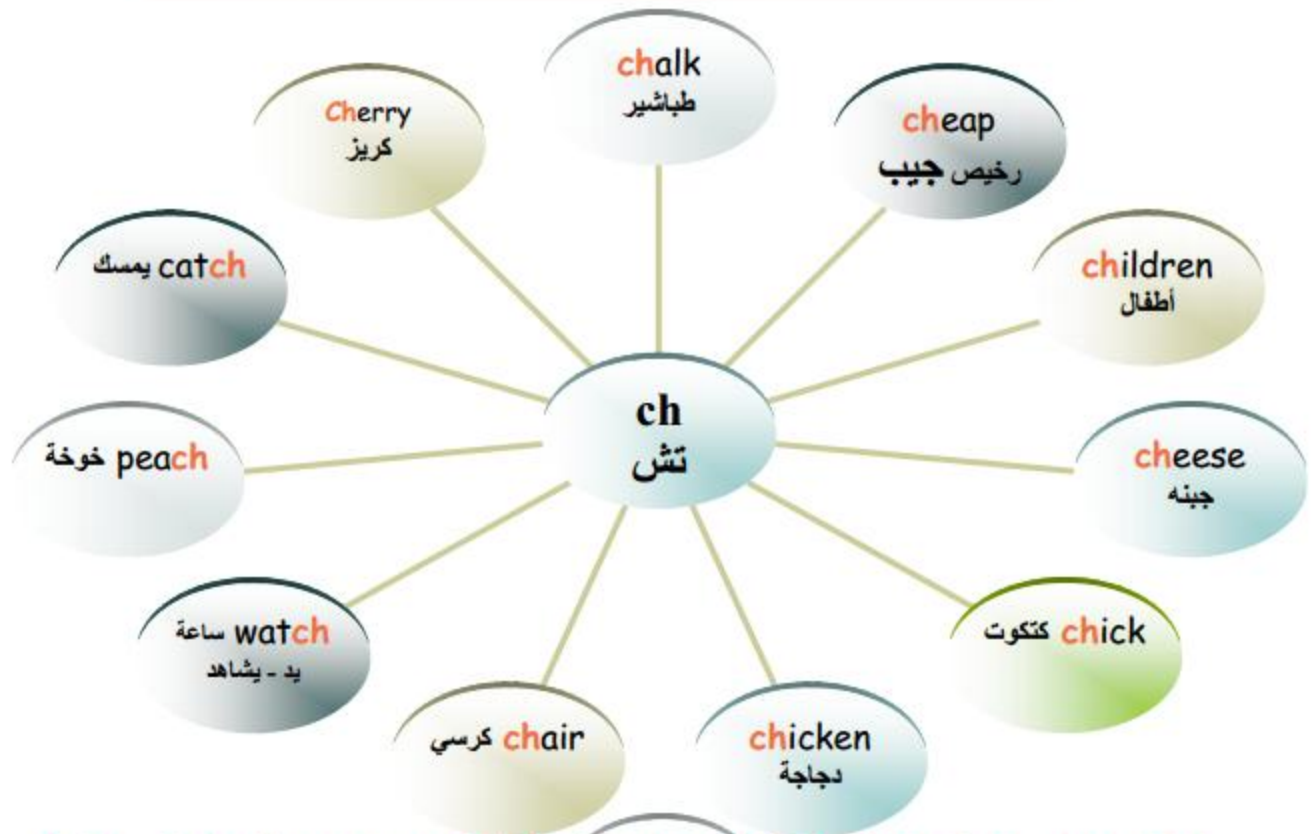 ch
تش
chalk
طباشير
cheap
رخيص جيب
children
أطفال
cheese
جبنه
chick كتكوت
chicken
دجاجة
chair كرسي
watch ساعة
يد - يشاهد
peach خوخة
catch يمسك
Cherry
كريز